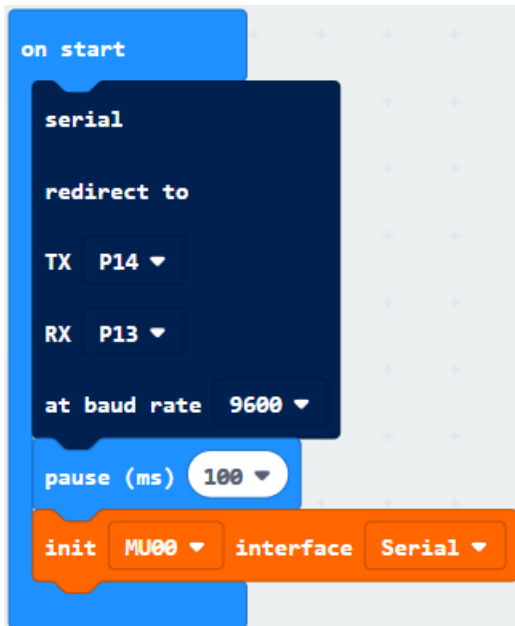 on start
serial
redirect to
TX P14
RX P13
at baud rate 9600
pause (ms) 100
init MU00 interface Serial